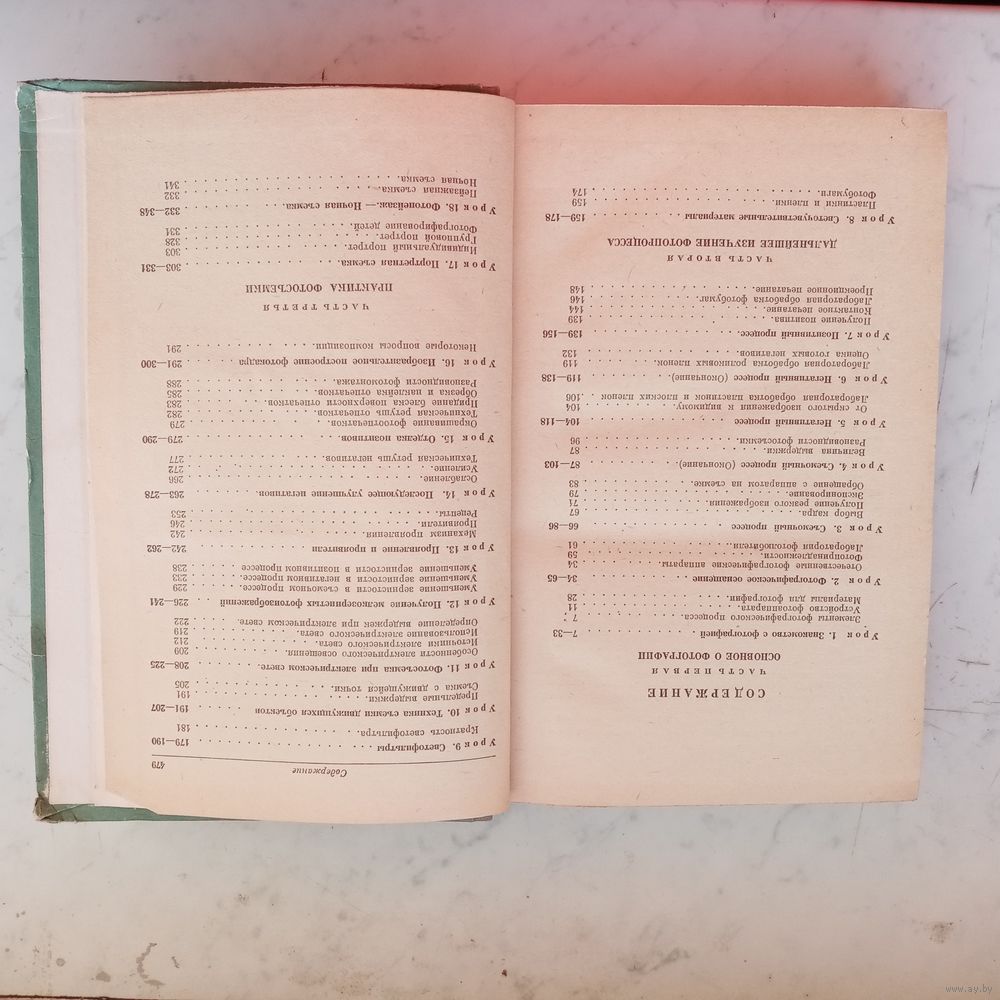 СОДЕРЖАНИЕ
ЧАСТЬ ПЕРВАЯ
ОСНОВНОЕ О ФОТОГРАФИИ
Урок 1. Знакомство с фотографией . . . 7—33
Элементы фотографического процесса. . . . 7
Устройство фотоаппарата. . . . 11
Материалы для фотографии. . . . 28
Урок 2. Фотографическое оснащение . . . 34—65
Отечественные фотографические аппараты . . . 34
Фотопринадлежности. . . . 59
Лаборатория фотолюбителя. . . . 61
Урок 3. Съемочный процесс . . . 66—86
Выбор кадра. . . . 67
Получение резкого изображения. . . . 71
Экспонирование. . . . 79
Обращение с аппаратом на съемке. . . . 83
Урок 4. Съемочный процесс (Окончание). . . . 87—103
Величина выдержки. . . . 87
Разновидности фотосъемки. . . . 96
Урок 5. Негативный процесс . . . 104—118
От скрытого изображения к видимому. . . . 104
Лабораторная обработка пластинок и плоских пленок . . 106
Урок 6. Негативный процесс (Окончание). . . . 119—138
Лабораторная обработка роликовых пленок. . . . 119
Оценка готовых негативов. . . . 132
Урок 7. Позитивный процесс. . . . 139—156
Получение позитива. . . . 139
Контактное печатание. . . . 144
Лабораторная обработка фотобумаг. . . . 146
Проекционное печатание. . . . 148
ЧАСТЬ ВТОРАЯ
ДАЛЬНЕЙШЕЕ ИЗУЧЕНИЕ ФОТОПРОЦЕССА
Урок 8. Светочувствительные материалы . . . 159—178
Пластинки и пленки. . . . 159
Фотобумаги. . . . 174
Содержание 479
Урок 9. Светофильтры . . . 179—190
Кратность светофильтра. . . . 181
Урок 10. Техника съемки движущихся объектов . . . 191—207
Предельные выдержки. . . . 191
Съемка с движущейся точки. . . . 205
Урок 11. Фотосъемка при электрическом свете. . . . 208—225
Особенности электрического освещения. . . . 209
Источники электрического света. . . . 212
Использование электрического света. . . . 219
Определение выдержек при электрическом свете. . . . 222
Урок 12. Получение мелкозернистых фотоизображений . . . 226—241
Уменьшение зернистости в съемочном процессе. . . . 229
Уменьшение зернистости в негативном процессе. . . . 233
Уменьшение зернистости в позитивном процессе . . . 238
Урок 13. Проявление и проявители . . . 242—262
Механизм проявления. . . . 242
Проявители. . . . 246
Рецепты. . . . 253
Урок 14. Последующее улучшение негативов. . . . 263—278
Ослабление. . . . 266
Усиление. . . . 272
Техническая ретушь негативов. . . . 277
Урок 15. Отделка позитивов. . . . 279—290
Окрашивание фотоотпечатков. . . . 279
Техническая ретушь отпечатков. . . . 282
Придание блеска поверхности отпечатков. . . . 283
Обрезка и наклейка отпечатков. . . . 285
Разновидности фотомонтажа. . . . 288
Урок 16. Изобразительное построение фотокадра . . . 291—300
Некоторые вопросы композиции. . . . 291
ЧАСТЬ ТРЕТЬЯ
ПРАКТИКА ФОТОСЪЕМКИ
Урок 17. Портретная съемка. . . . 303—331
Индивидуальный портрет. . . . 303
Групповой портрет. . . . 328
Фотографирование детей. . . . 331
Урок 18. Фотопейзаж.— Ночная съемка. . . . 332—348
Пейзажная съемка. . . . 332
Ночная съемка. . . . 341
www.ay.by